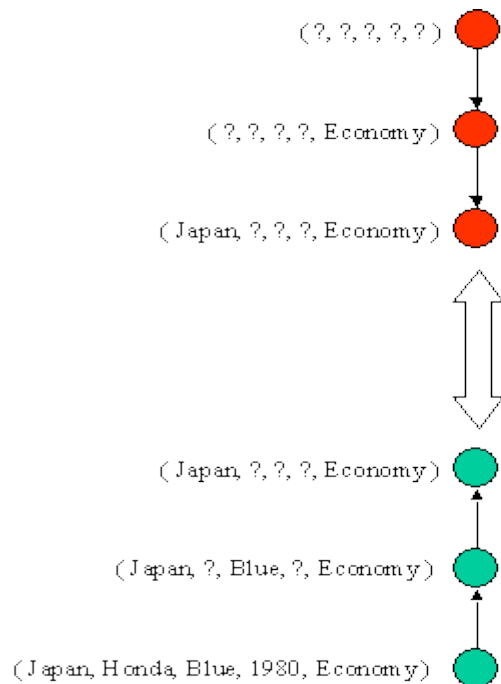 ( ?, ?, ?, ?, ? )
( ?, ?, ?, ?, Economy )
( Japan, ?, ?, ?, Economy )
( Japan, ?, ?, ?, Economy )
( Japan, ?, Blue, ?, Economy )
( Japan, Honda, Blue, 1980, Economy )